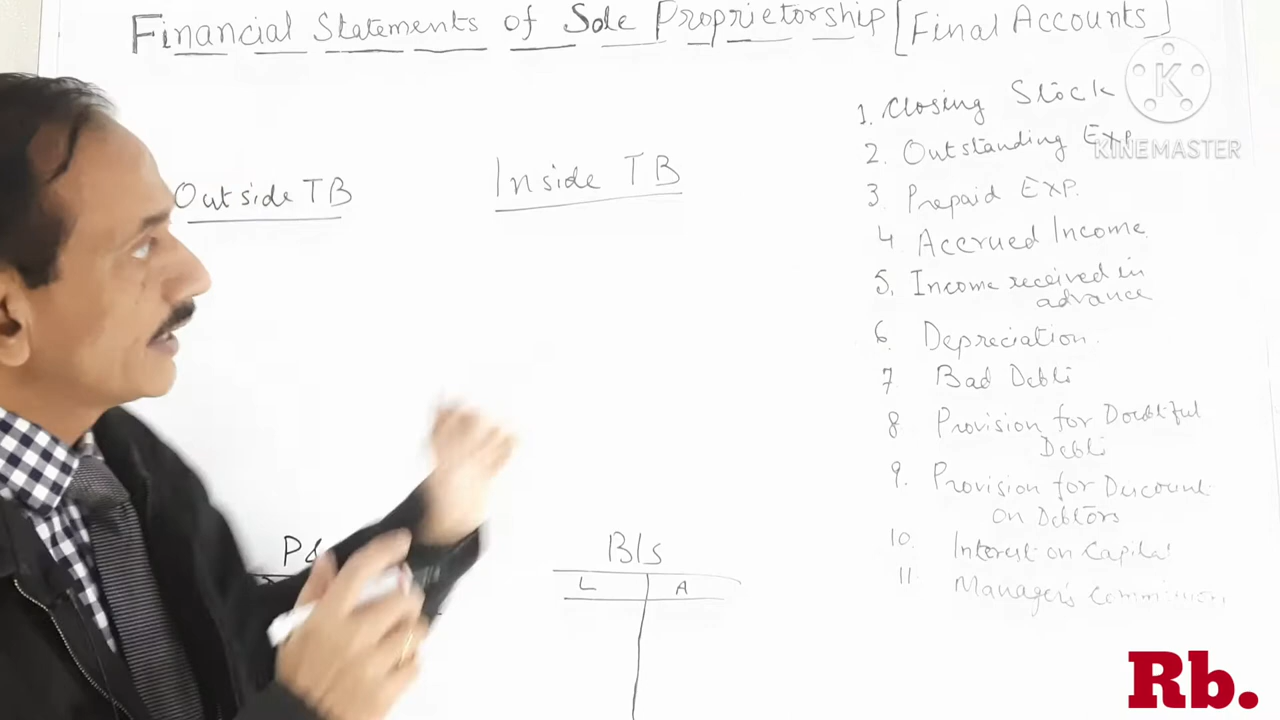 Financial Statements of Sole Proprietorship [Final Accounts]
Outside TB
Inside TB
1. Closing Stock
2. Outstanding Exp.
3. Prepaid Exp.
4. Accrued Income
5. Income received in
advance
6. Depreciation
7. Bad Debts
8. Provision for Doubtful
Debts
9. Provision for Discount
on Debtors
10. Interest on Capital
11. Manager's Commission
P&
B/s
L A
KINEMASTER
K
Rb.